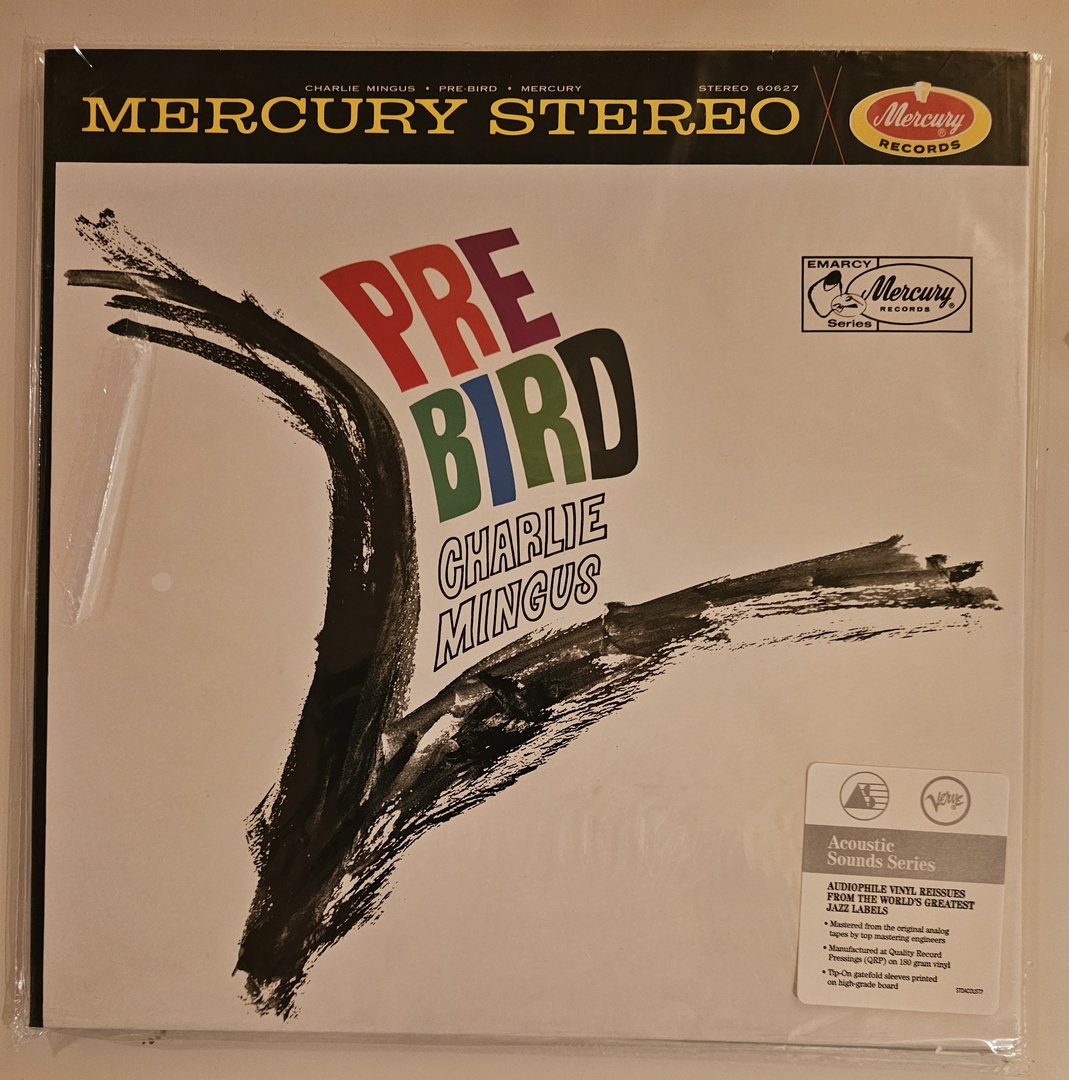 CHARLIE MINGUS • PRE-BIRD • MERCURY STEREO 60627
MERCURY STEREO
Mercury
®
RECORDS
PRE
BIRD
CHARLIE
MINGUS
EMARCY
Mercury
RECORDS ®
Series
AS
Verve
Acoustic
Sounds Series
AUDIOPHILE VINYL REISSUES
FROM THE WORLD'S GREATEST
JAZZ LABELS
• Mastered from the original analog
tapes by top mastering engineers
• Manufactured at Quality Record
Pressings (QRP) on 180 gram vinyl
• Tip-On gatefold sleeves printed
on high-grade board
STDACOUST7